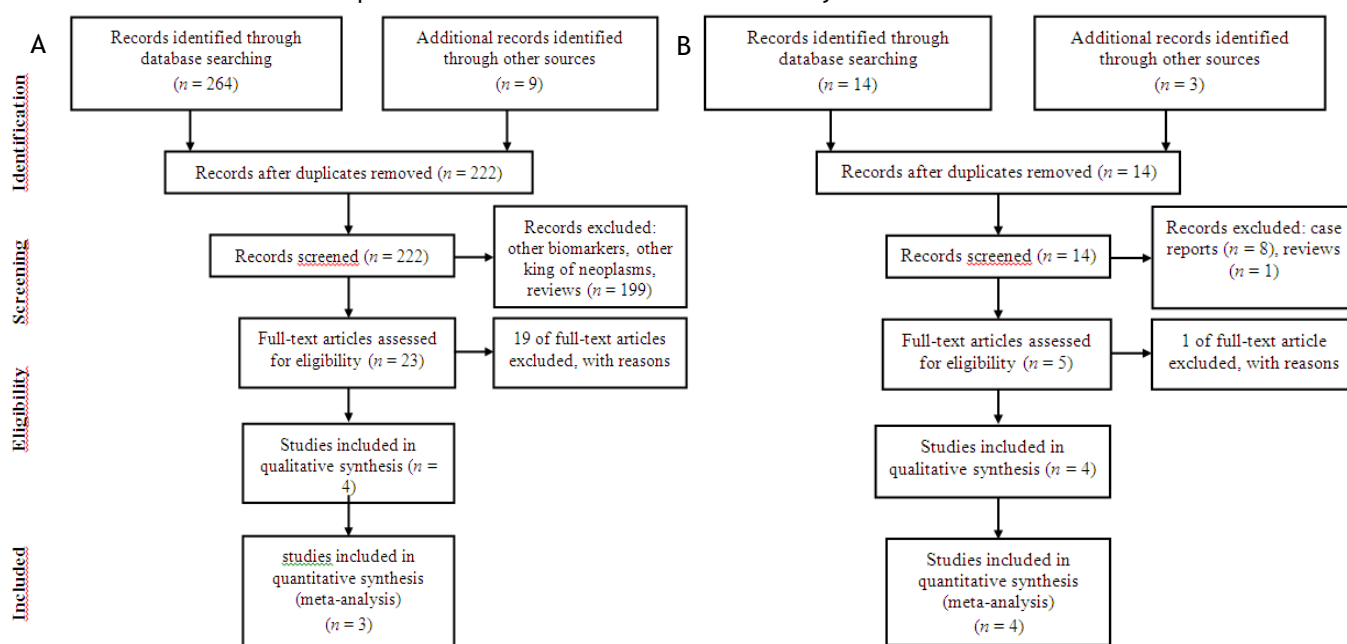 A
Records identified through
database searching
(n = 264)
Additional records identified
through other sources
(n = 9)
Records after duplicates removed (n = 222)
Records screened (n = 222)
Records excluded:
other biomarkers, other
king of neoplasms,
reviews (n = 199)
Full-text articles assessed
for eligibility (n = 23)
19 of full-text articles
excluded, with reasons
Studies included in
qualitative synthesis (n =
4)
studies included in
quantitative synthesis
(meta-analysis)
(n = 3)
B
Records identified through
database searching
(n = 14)
Additional records identified
through other sources
(n = 3)
Records after duplicates removed (n = 14)
Records screened (n = 14)
Records excluded: case
reports (n = 8), reviews
(n = 1)
Full-text articles assessed
for eligibility (n = 5)
1 of full-text article
excluded, with reasons
Studies included in
qualitative synthesis (n = 4)
Studies included in
quantitative synthesis
(meta-analysis)
(n = 4)
Identification
Screening
Eligibility
Included